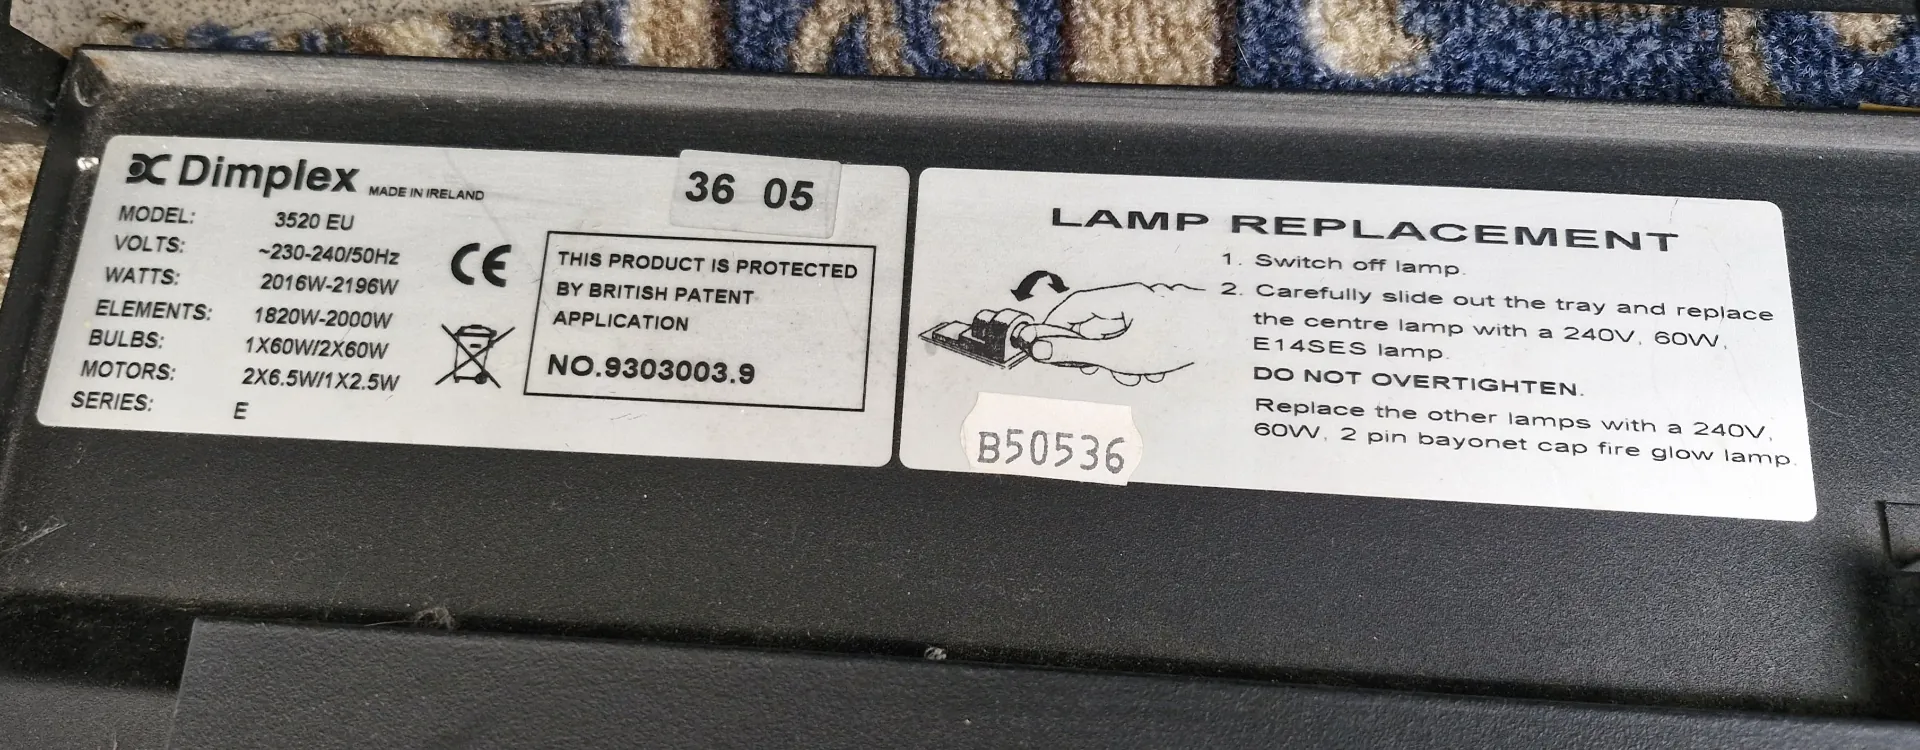 Dimplex MADE IN IRELAND
36 05
MODEL: 3520 EU
VOLTS: ~230-240/50Hz
WATTS: 2016W-2196W
ELEMENTS: 1820W-2000W
BULBS: 1X60W/2X60W
MOTORS: 2X6.5W/1X2.5W
SERIES: E
CE
THIS PRODUCT IS PROTECTED
BY BRITISH PATENT
APPLICATION
NO.9303003.9
LAMP REPLACEMENT
1. Switch off lamp.
2. Carefully slide out the tray and replace
the centre lamp with a 240V, 60W,
E14SES lamp.
DO NOT OVERTIGHTEN.
Replace the other lamps with a 240V,
60W, 2 pin bayonet cap fire glow lamp.
B50536